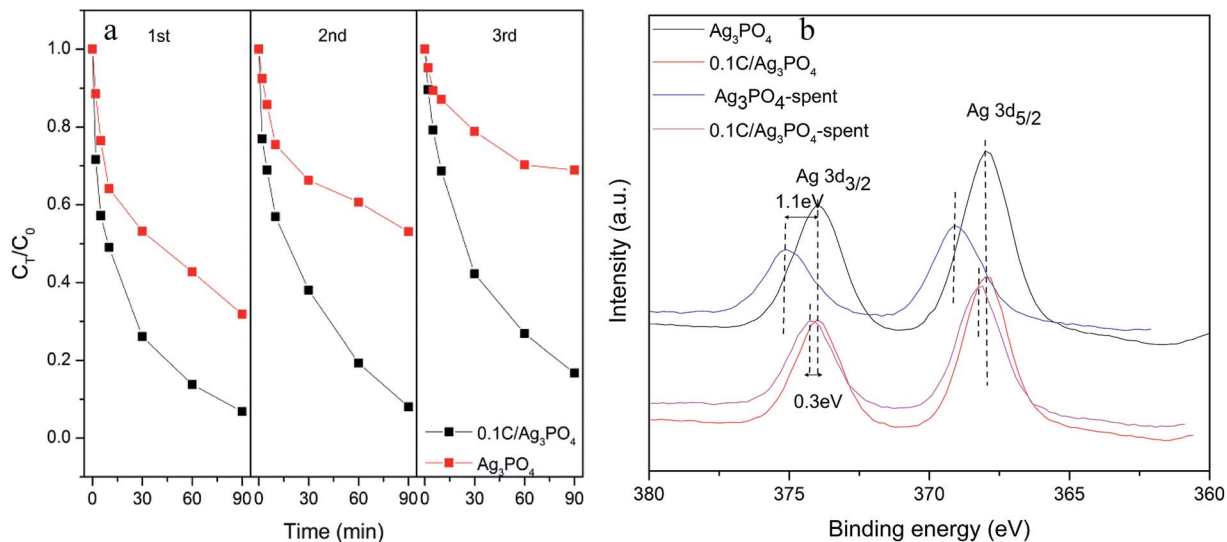 a
1st
2nd
3rd
1.0
0.8
0.6
0.4
0.2
0.0
C_T/C_0
0.1C/Ag₃PO₄
Ag₃PO₄
0 30 60 90 0 30 60 90 0 30 60 90
Time (min)
b
Ag₃PO₄
0.1C/Ag₃PO₄
Ag₃PO₄-spent
0.1C/Ag₃PO₄-spent
Ag 3d5/2
Ag 3d3/2
1.1eV
0.3eV
Intensity (a.u.)
380 375 370 365 360
Binding energy (eV)